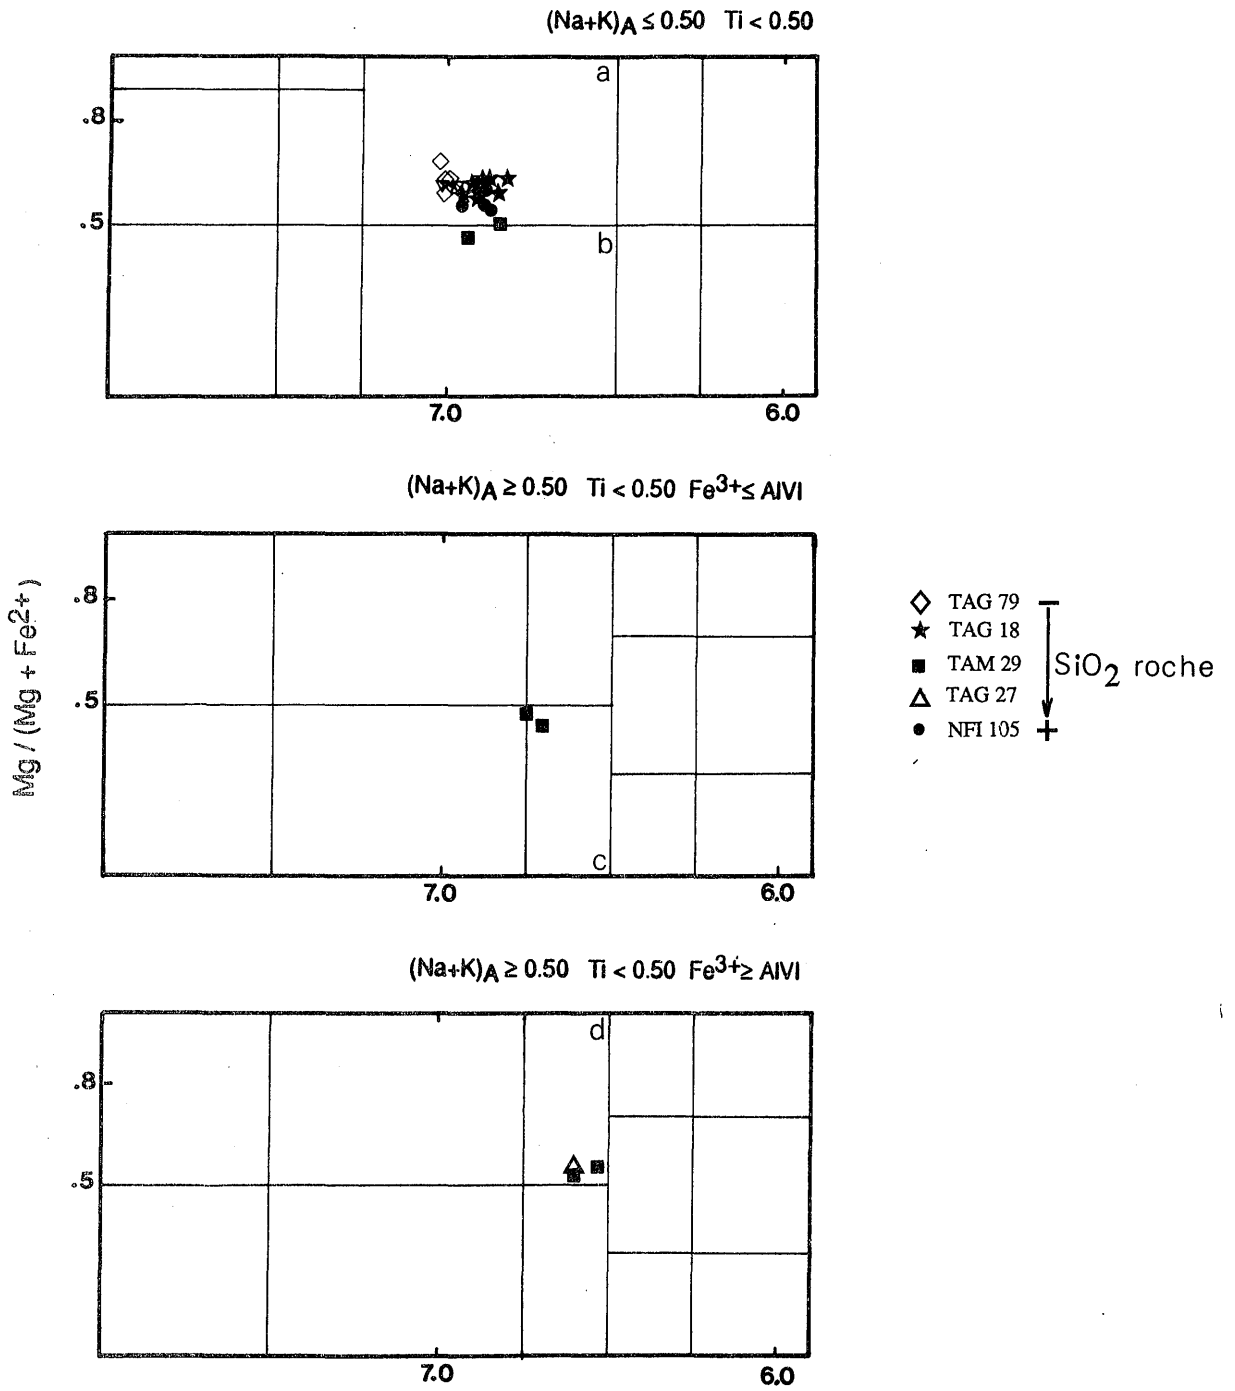 (Na+K)A ≤ 0.50 Ti < 0.50
a
.8
.5
b
7.0 6.0
(Na+K)A ≥ 0.50 Ti < 0.50 Fe3+ ≤ AlVI
.8
.5
c
7.0 6.0
Mg / (Mg + Fe2+)
TAG 79 −
TAG 18
TAM 29
TAG 27
NFI 105 +
SiO2 roche
(Na+K)A ≥ 0.50 Ti < 0.50 Fe3+ ≥ AlVI
d
.8
.5
7.0 6.0